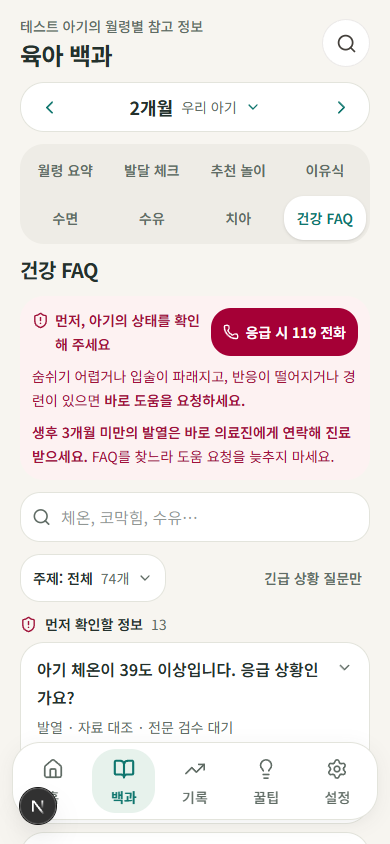 테스트 아기의 월령별 참고 정보
육아 백과
2개월 우리 아기
월령 요약 발달 체크 추천 놀이 이유식
수면 수유 치아 건강 FAQ
건강 FAQ
먼저, 아기의 상태를 확인
해 주세요
응급 시 119 전화
숨쉬기 어렵거나 입술이 파래지고, 반응이 떨어지거나 경
련이 있으면 바로 도움을 요청하세요.
생후 3개월 미만의 발열은 바로 의료진에게 연락해 진료
받으세요. FAQ를 찾느라 도움 요청을 늦추지 마세요.
체온, 코막힘, 수유…
주제: 전체 74개 긴급 상황 질문만
먼저 확인할 정보 13
아기 체온이 39도 이상입니다. 응급 상황인
가요?
발열 · 자료 대조 · 전문 검수 대기
백과 기록 꿀팁 설정
N